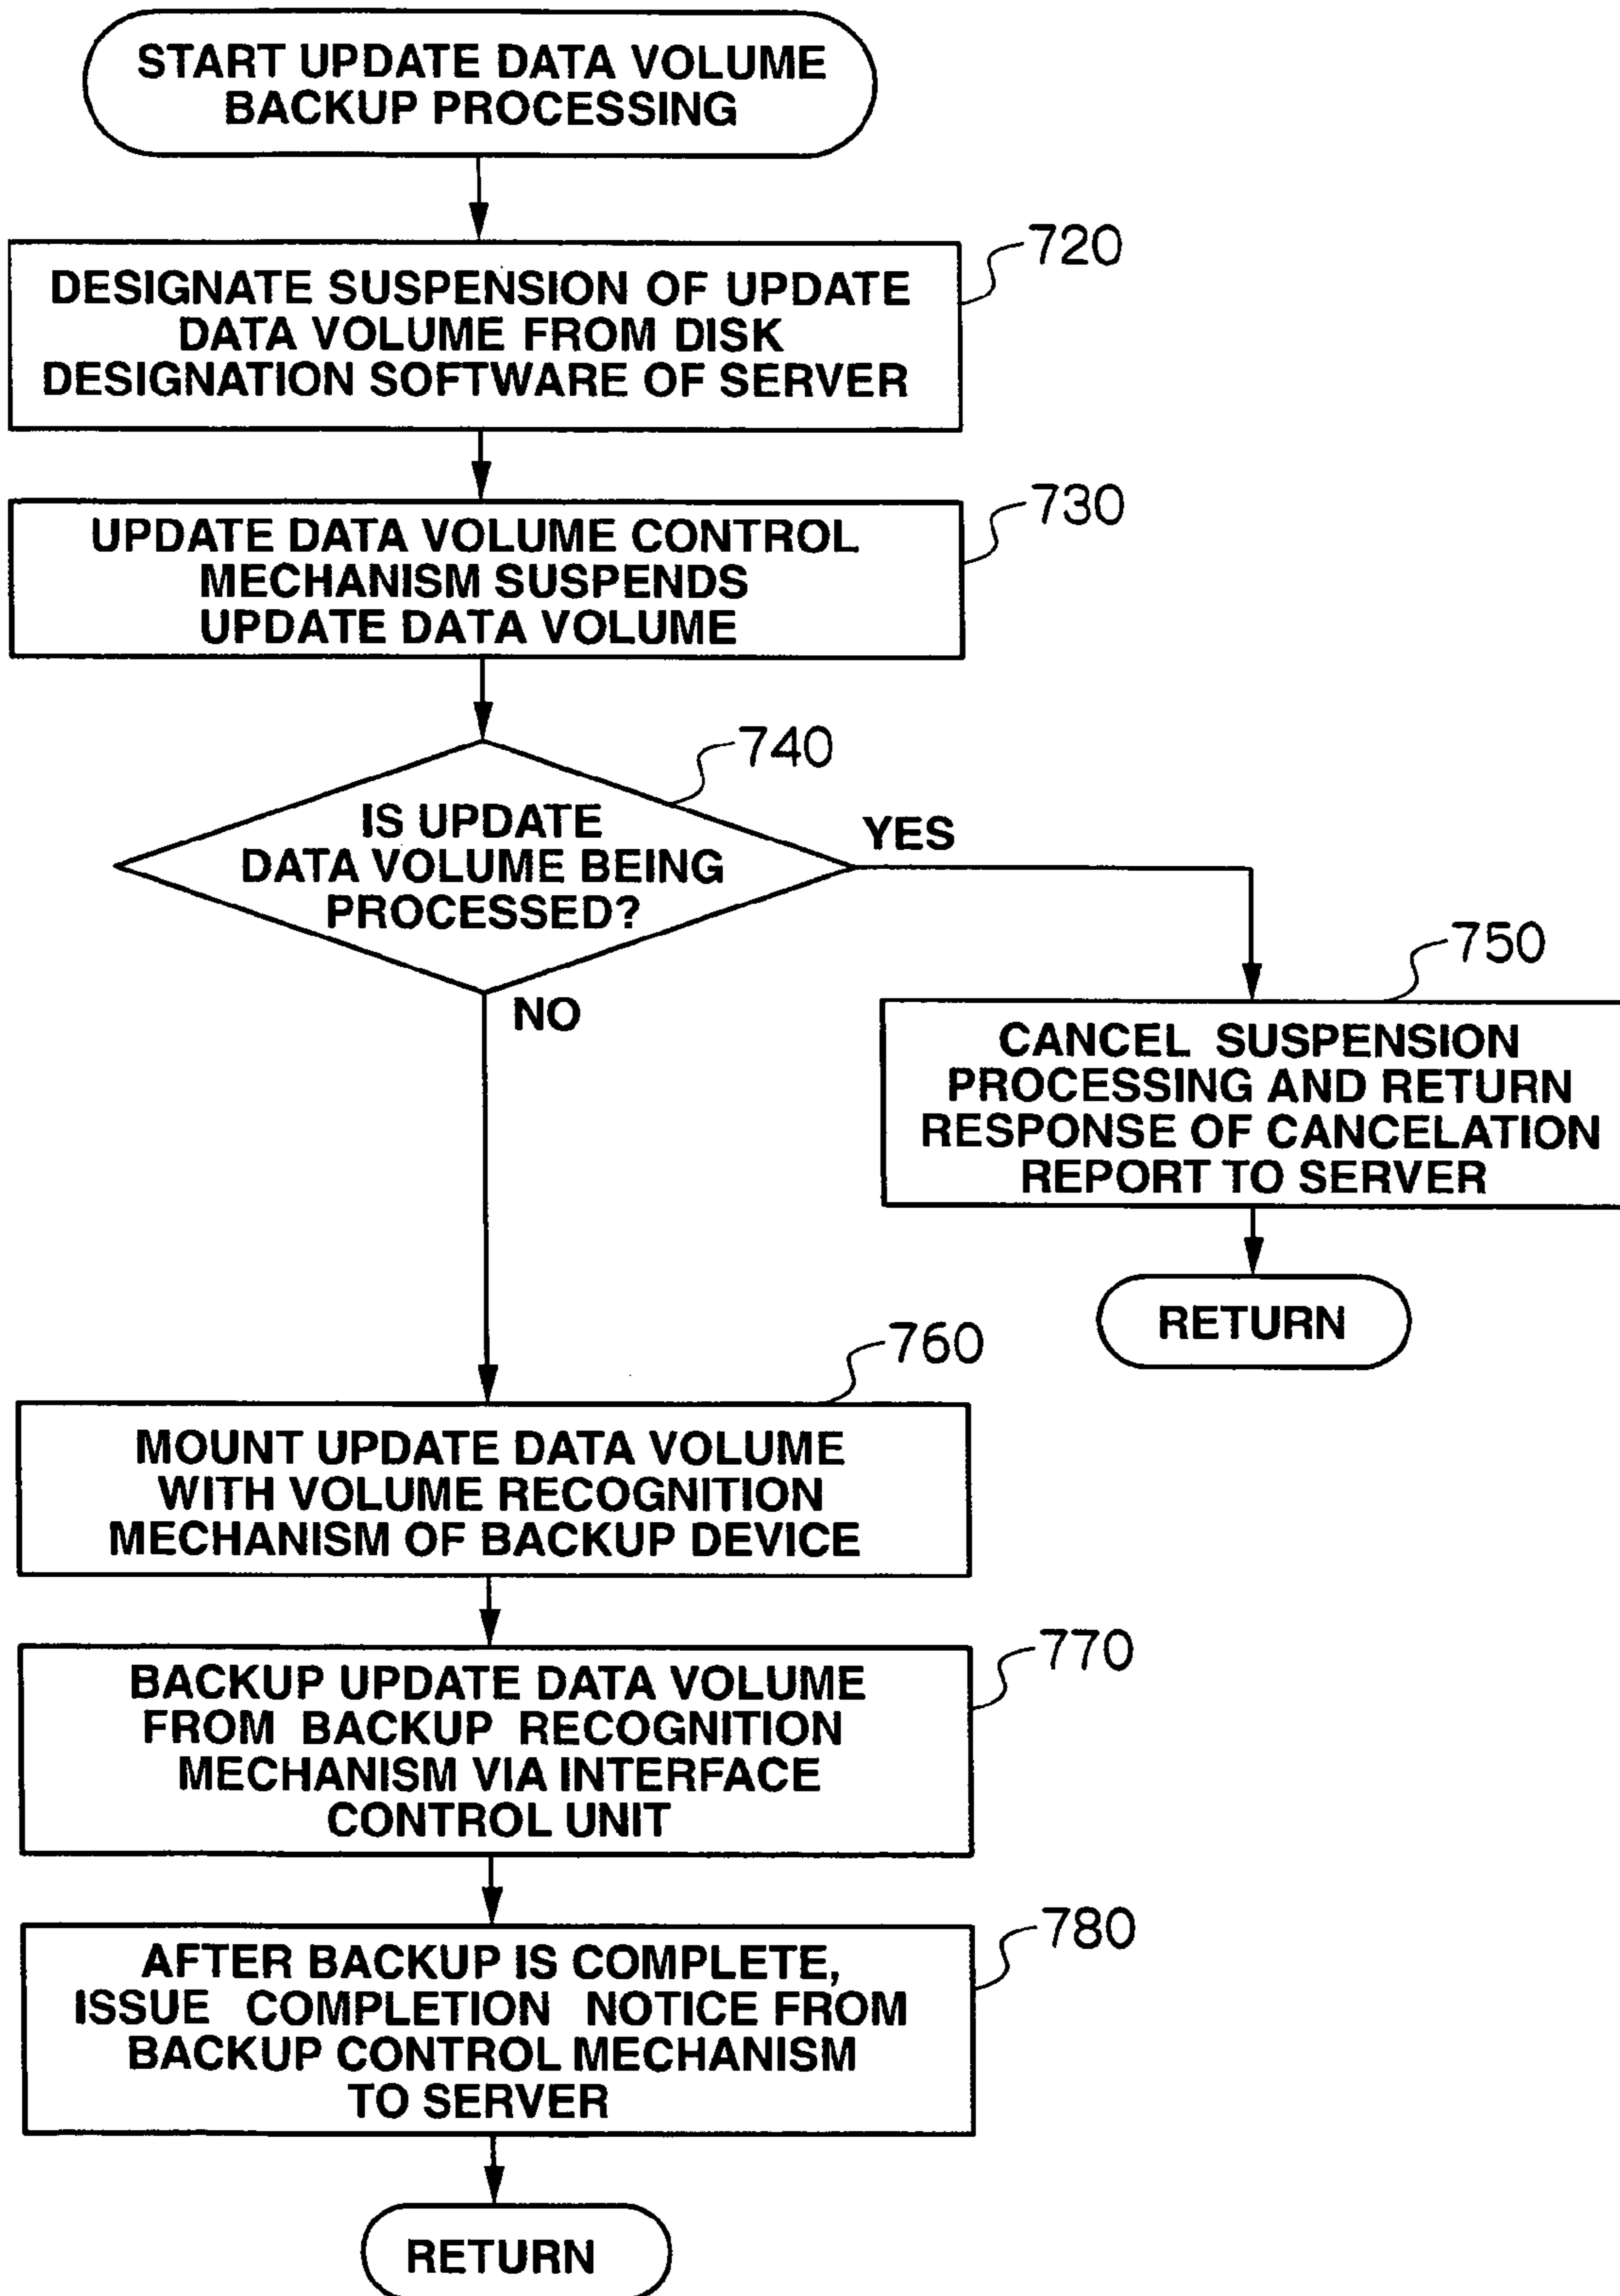 START UPDATE DATA VOLUME
BACKUP PROCESSING
720
DESIGNATE SUSPENSION OF UPDATE
DATA VOLUME FROM DISK
DESIGNATION SOFTWARE OF SERVER
730
UPDATE DATA VOLUME CONTROL
MECHANISM SUSPENDS
UPDATE DATA VOLUME
740
IS UPDATE
DATA VOLUME BEING
PROCESSED?
YES
NO
750
CANCEL SUSPENSION
PROCESSING AND RETURN
RESPONSE OF CANCELATION
REPORT TO SERVER
RETURN
760
MOUNT UPDATE DATA VOLUME
WITH VOLUME RECOGNITION
MECHANISM OF BACKUP DEVICE
770
BACKUP UPDATE DATA VOLUME
FROM BACKUP RECOGNITION
MECHANISM VIA INTERFACE
CONTROL UNIT
780
AFTER BACKUP IS COMPLETE,
ISSUE COMPLETION NOTICE FROM
BACKUP CONTROL MECHANISM
TO SERVER
RETURN